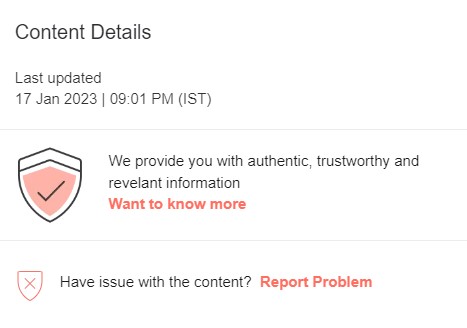 Content Details
Last updated
17 Jan 2023 | 09:01 PM (IST)
We provide you with authentic, trustworthy and
revelant information
Want to know more
Have issue with the content? Report Problem